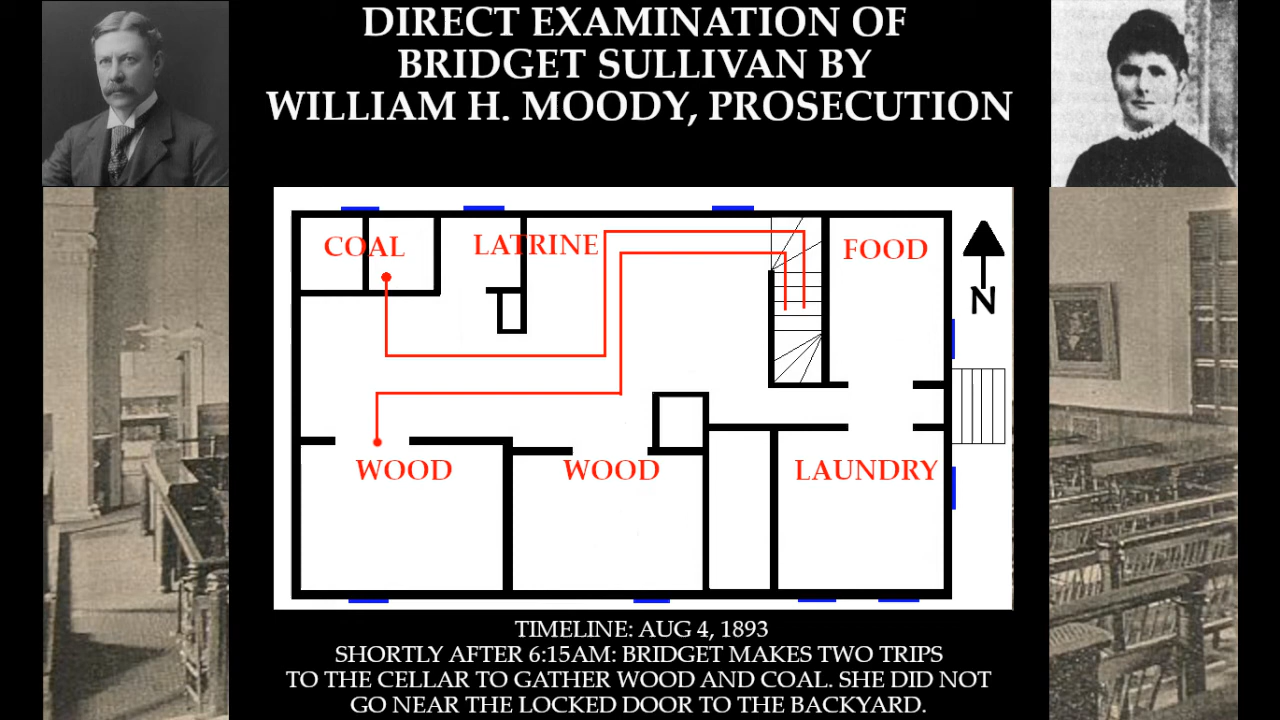 DIRECT EXAMINATION OF
BRIDGET SULLIVAN BY
WILLIAM H. MOODY, PROSECUTION
COAL
LATRINE
FOOD
N
WOOD
WOOD
LAUNDRY
TIMELINE: AUG 4, 1893
SHORTLY AFTER 6:15AM: BRIDGET MAKES TWO TRIPS
TO THE CELLAR TO GATHER WOOD AND COAL. SHE DID NOT
GO NEAR THE LOCKED DOOR TO THE BACKYARD.